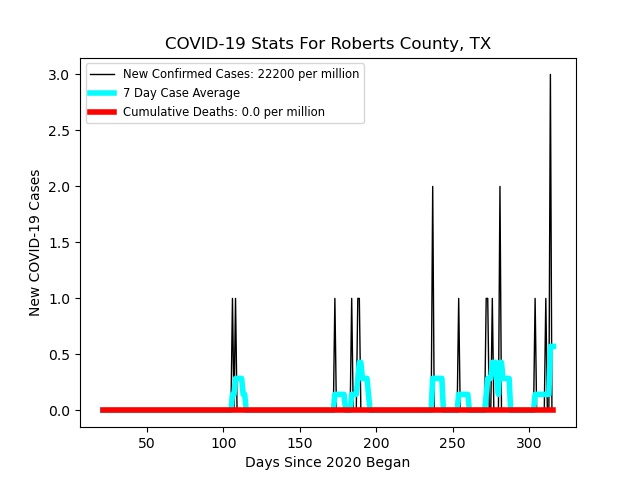 COVID-19 Stats For Roberts County, TX
New Confirmed Cases: 22200 per million
7 Day Case Average
Cumulative Deaths: 0.0 per million
New COVID-19 Cases
3.0
2.5
2.0
1.5
1.0
0.5
0.0
50 100 150 200 250 300
Days Since 2020 Began